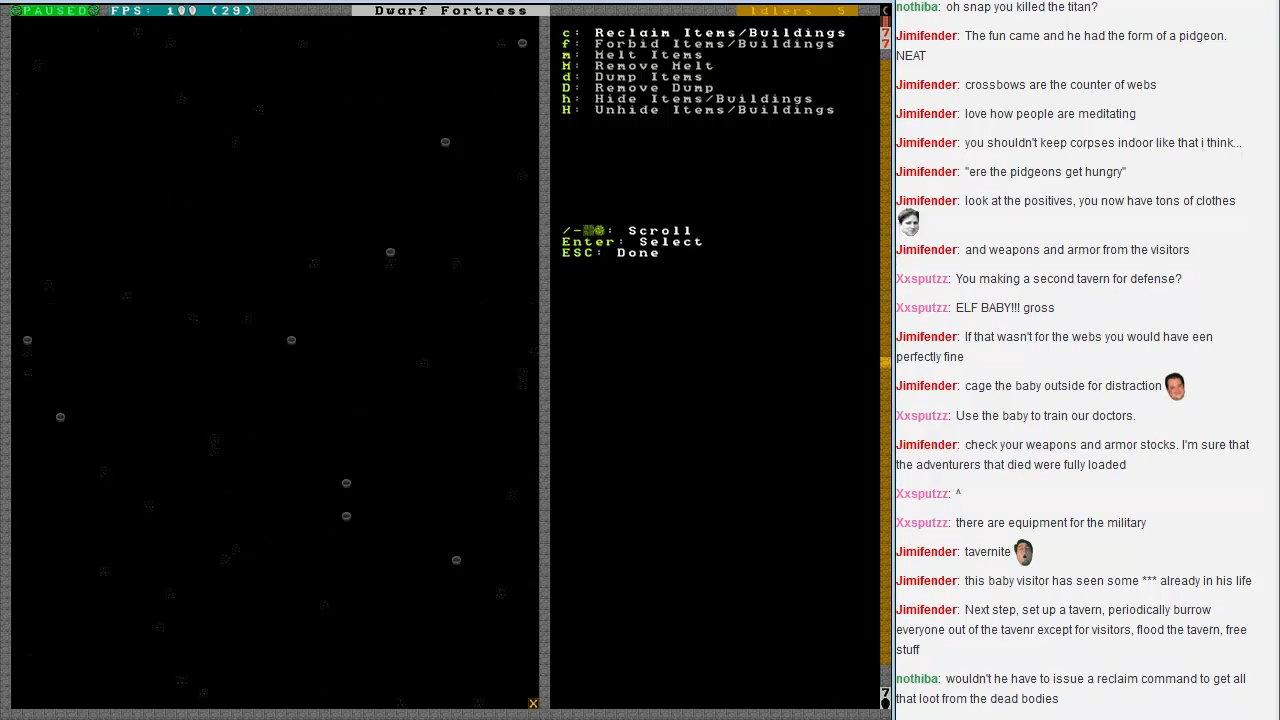 PAUSED FPS: 100 (29) Dwarf Fortress Idlers 5
c: Reclaim Items/Buildings
f: Forbid Items/Buildings
m: Melt Items
M: Remove Melt
d: Dump Items
D: Remove Dump
h: Hide Items/Buildings
H: Unhide Items/Buildings
: Scroll
Enter: Select
ESC: Done
X
7
7
7
nothiba: oh sage you killed the titan?
Jimifender: The fun came and he had the form of a pidgeon.
NEAT
Jimifender: corssbows are the counter of webs
Jimifender: love how people are meditating
Jimifender: you shouldn't keep corpses indoor like that i think...
Jimifender: "are the pidgeons get hungry"
Jimifender: look at the positives, you now have tons of clothes
Jimifender: and weapons and armor from the visitors
Xxsputzz: You making a second tavern for defense?
Xxsputzz: ELF BABY!!! gross
Jimifender: If that wasn't for the webs you would have een
perfectly fine
Jimifender: cage the baby outside for distraction
Xxsputzz: Use the baby to train our doctors.
Jimifender: check your weapons and armor stocks. I'm sure that
the adventurers that died were fully loaded
Xxsputzz: ^
Xxsputzz: thats are equipment for the military
Jimifender: tavernite
Jimifender: this baby visitor has seen some *** already in his life
Jimifender: Next step, set up a tavern, periodically burrow
everyone out of the tavenr except for visitors, flood the tavern, free
stuff
nothiba: wouldnt he have to issue a reclaim command to get all
that loot from the dead bodies